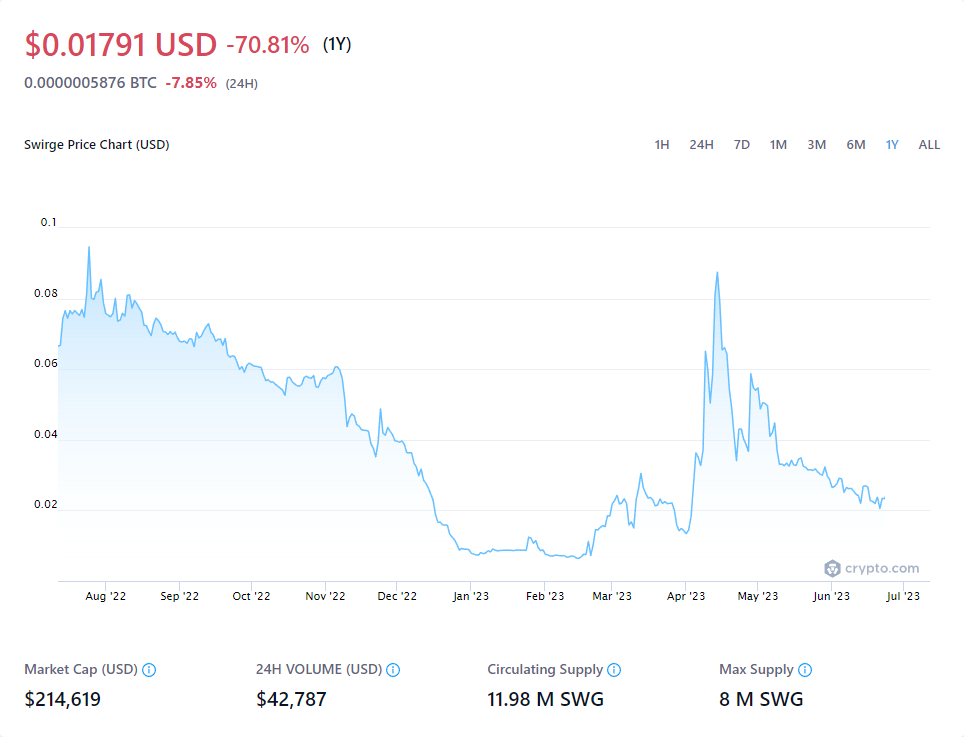 $0.01791 USD -70.81% (1Y)
0.0000005876 BTC -7.85% (24H)
Swirge Price Chart (USD) 1H 24H 7D 1M 3M 6M 1Y ALL
0.1
0.08
0.06
0.04
0.02
crypto.com
Aug '22 Sep '22 Oct '22 Nov '22 Dec '22 Jan '23 Feb '23 Mar '23 Apr '23 May '23 Jun '23 Jul '23
Market Cap (USD) 24H VOLUME (USD) Circulating Supply Max Supply
$214,619 $42,787 11.98 M SWG 8 M SWG